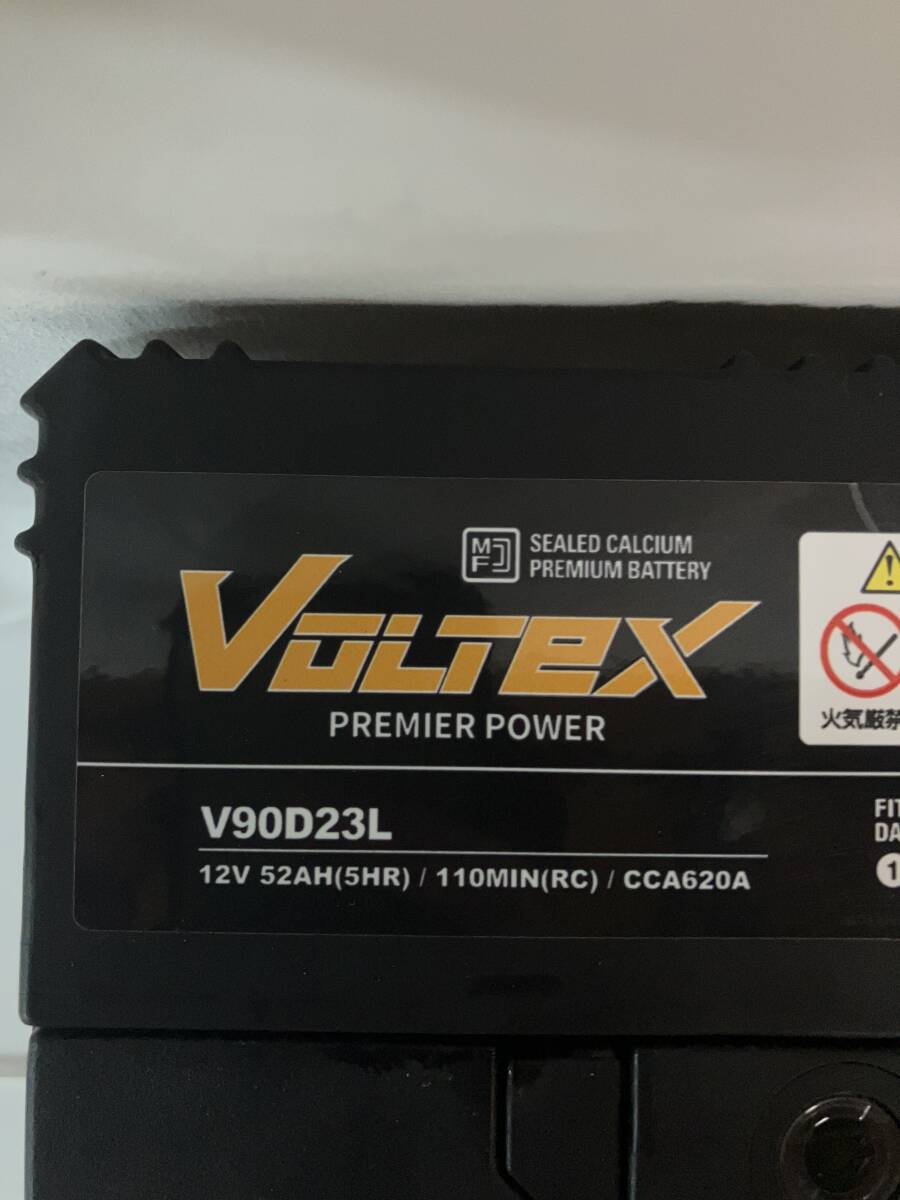 MF
SEALED CALCIUM
PREMIUM BATTERY
VOLTEX
PREMIER POWER
火気厳禁
V90D23L
12V 52AH(5HR) / 110MIN(RC) / CCA620A
FIT
DA
1